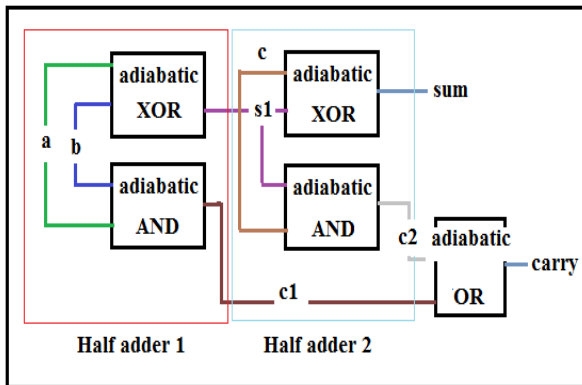 c
adiabatic
XOR
adiabatic
XOR
sum
s1
a
b
adiabatic
AND
adiabatic
AND
c2
adiabatic
OR
carry
c1
Half adder 1
Half adder 2